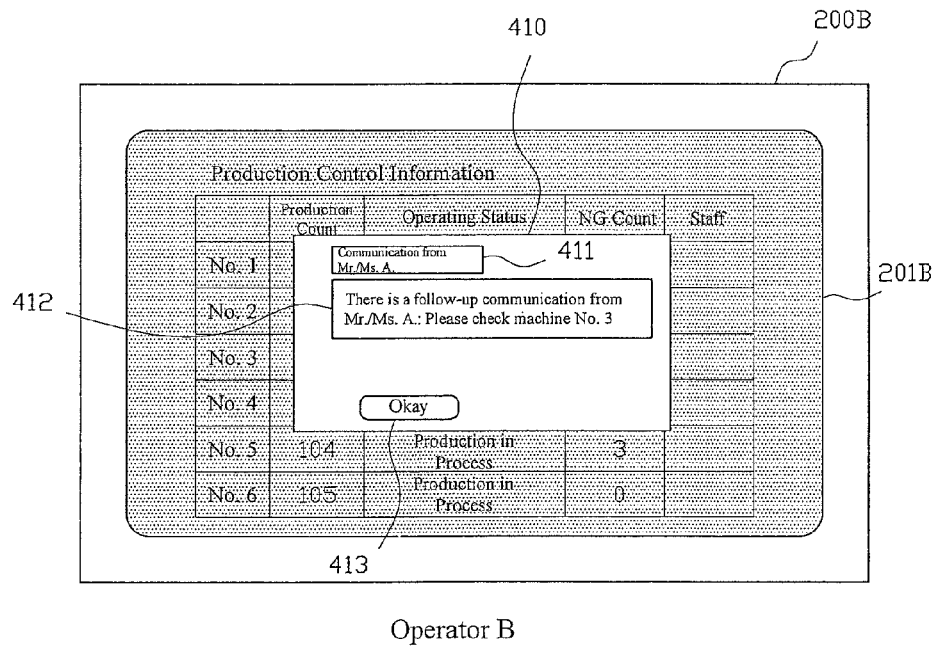 200B
410
Production Control Information
Production
Count
Operating Status
NG Count
Staff
Communication from
Mr./Ms. A.
411
201B
No. 1
412
There is a follow-up communication from
Mr./Ms. A.: Please check machine No. 3
No. 2
No. 3
No. 4
Okay
No. 5
104
Production in
Process
3
No. 6
105
Production in
Process
0
413
Operator B